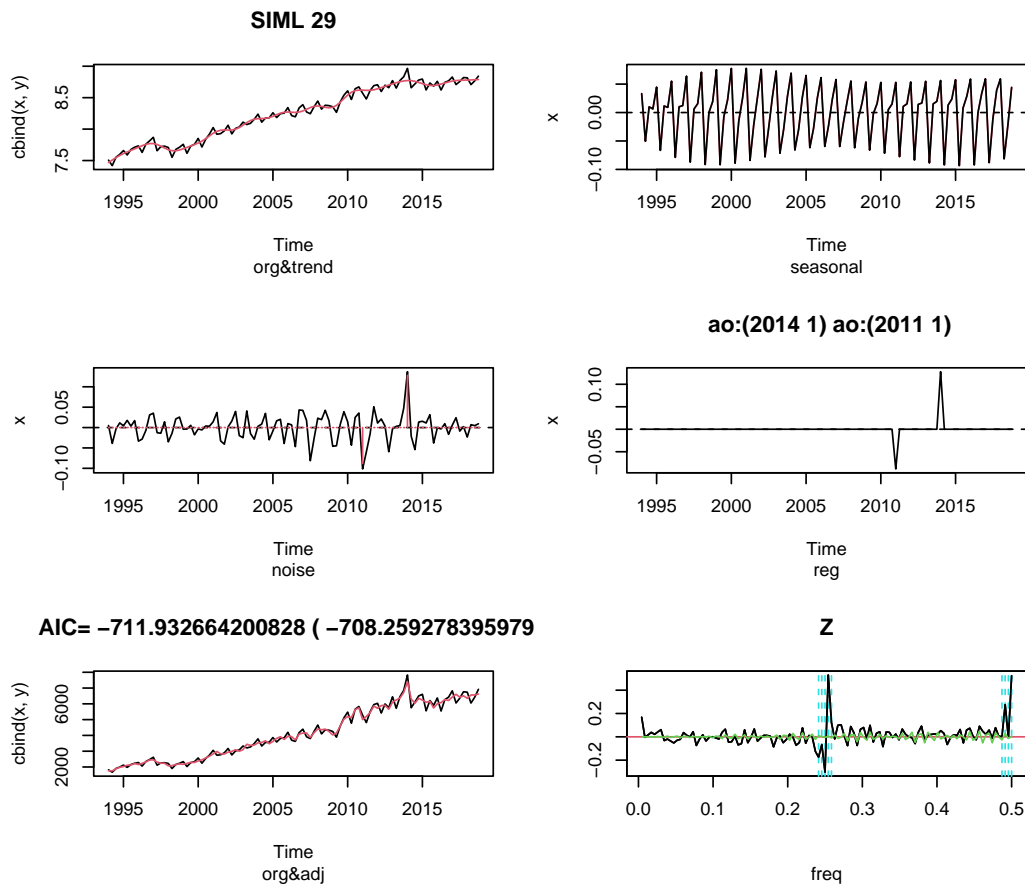 SIML 29
cbind(x, y)
7.5 8.5
1995 2000 2005 2010 2015
Time
org&trend
x
−0.10 0.00
1995 2000 2005 2010 2015
Time
seasonal
x
−0.10 0.05
1995 2000 2005 2010 2015
Time
noise
ao:(2014 1) ao:(2011 1)
x
−0.05 0.10
1995 2000 2005 2010 2015
Time
reg
AIC= −711.932664200828 ( −708.259278395979
cbind(x, y)
2000 6000
1995 2000 2005 2010 2015
Time
org&adj
Z
−0.2 0.2
0.0 0.1 0.2 0.3 0.4 0.5
freq